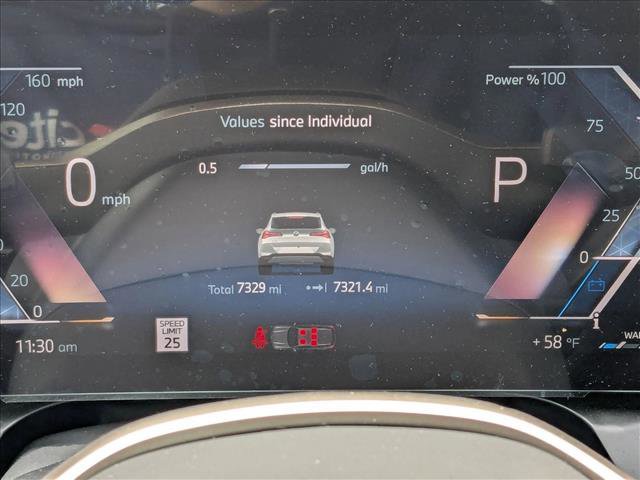 160 mph
120
Power %100
75
50
Values since Individual
0.5 gal/h
0 mph
P
25
0
Total 7329 mi 7321.4 mi
20
0
SPEED
LIMIT
25
11:30 am
+58 °F